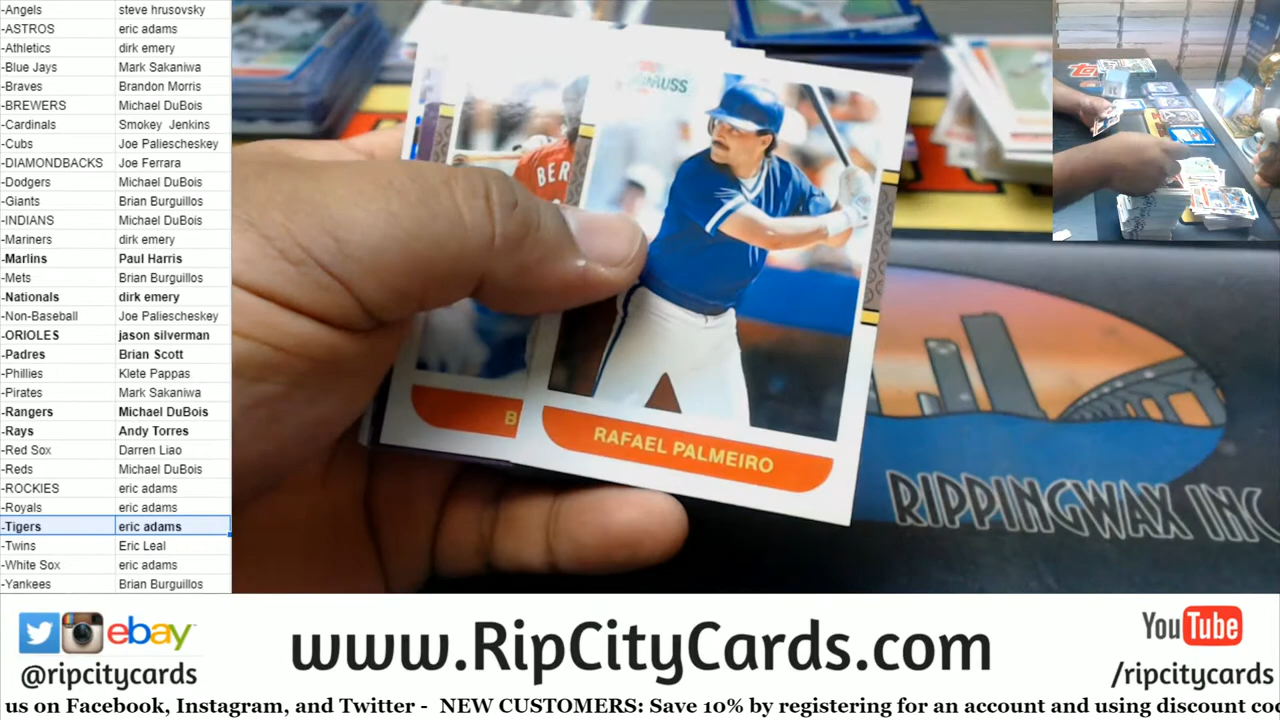 -Angels steve hrusovsky
-ASTROS eric adams
-Athletics dirk emery
-Blue Jays Mark Sakaniwa
-Braves Brandon Morris
-BREWERS Michael DuBois
-Cardinals Smokey Jenkins
-Cubs Joe Paliescheskey
-DIAMONDBACKS Joe Ferrara
-Dodgers Michael DuBois
-Giants Brian Burguillos
-INDIANS Michael DuBois
-Mariners dirk emery
-Marlins Paul Harris
-Mets Brian Burguillos
-Nationals dirk emery
-Non-Baseball Joe Paliescheskey
-ORIOLES jason silverman
-Padres Brian Scott
-Phillies Klete Pappas
-Pirates Mark Sakaniwa
-Rangers Michael DuBois
-Rays Andy Torres
-Red Sox Darren Liao
-Reds Michael DuBois
-ROCKIES eric adams
-Royals eric adams
-Tigers eric adams
-Twins Eric Leal
-White Sox eric adams
-Yankees Brian Burguillos
BER
B
RAFAEL PALMEIRO
RIPPINGWAX INC
ebay
@ripcitycards
www.RipCityCards.com
YouTube
/ripcitycards
us on Facebook, Instagram, and Twitter - NEW CUSTOMERS: Save 10% by registering for an account and using discount co